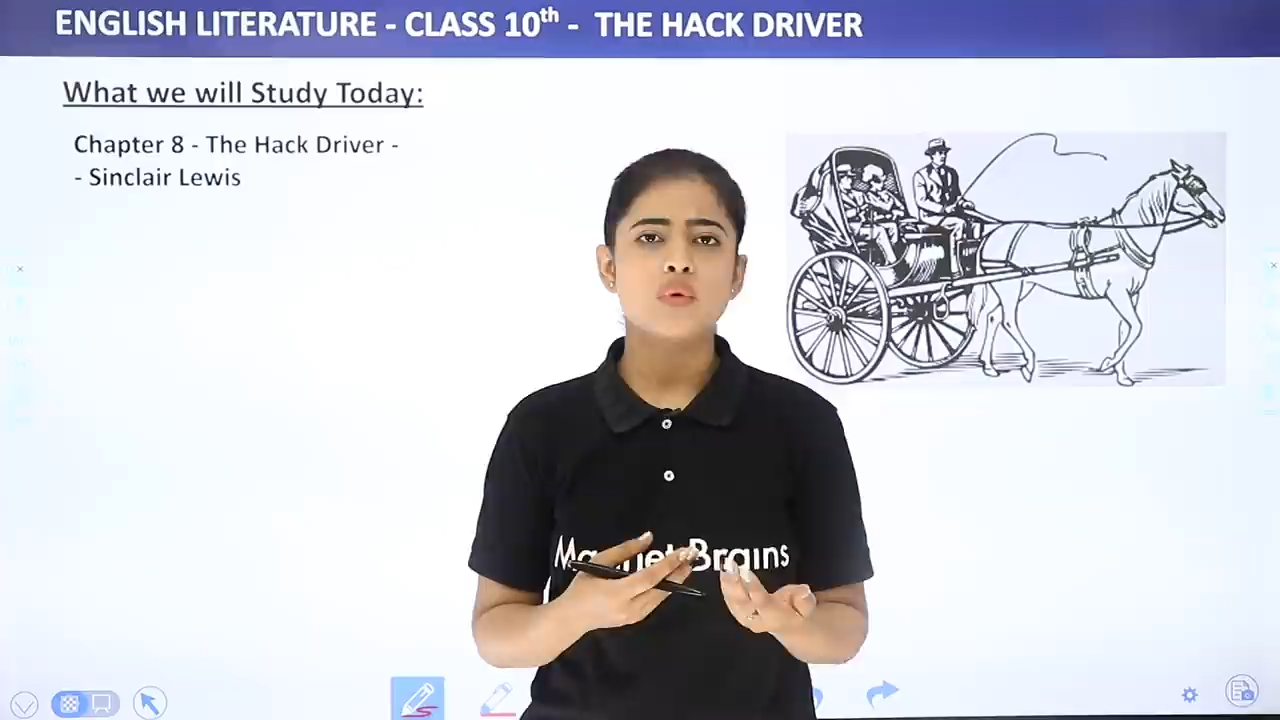 ENGLISH LITERATURE - CLASS 10th - THE HACK DRIVER
What we will Study Today:
Chapter 8 - The Hack Driver -
- Sinclair Lewis
Brains